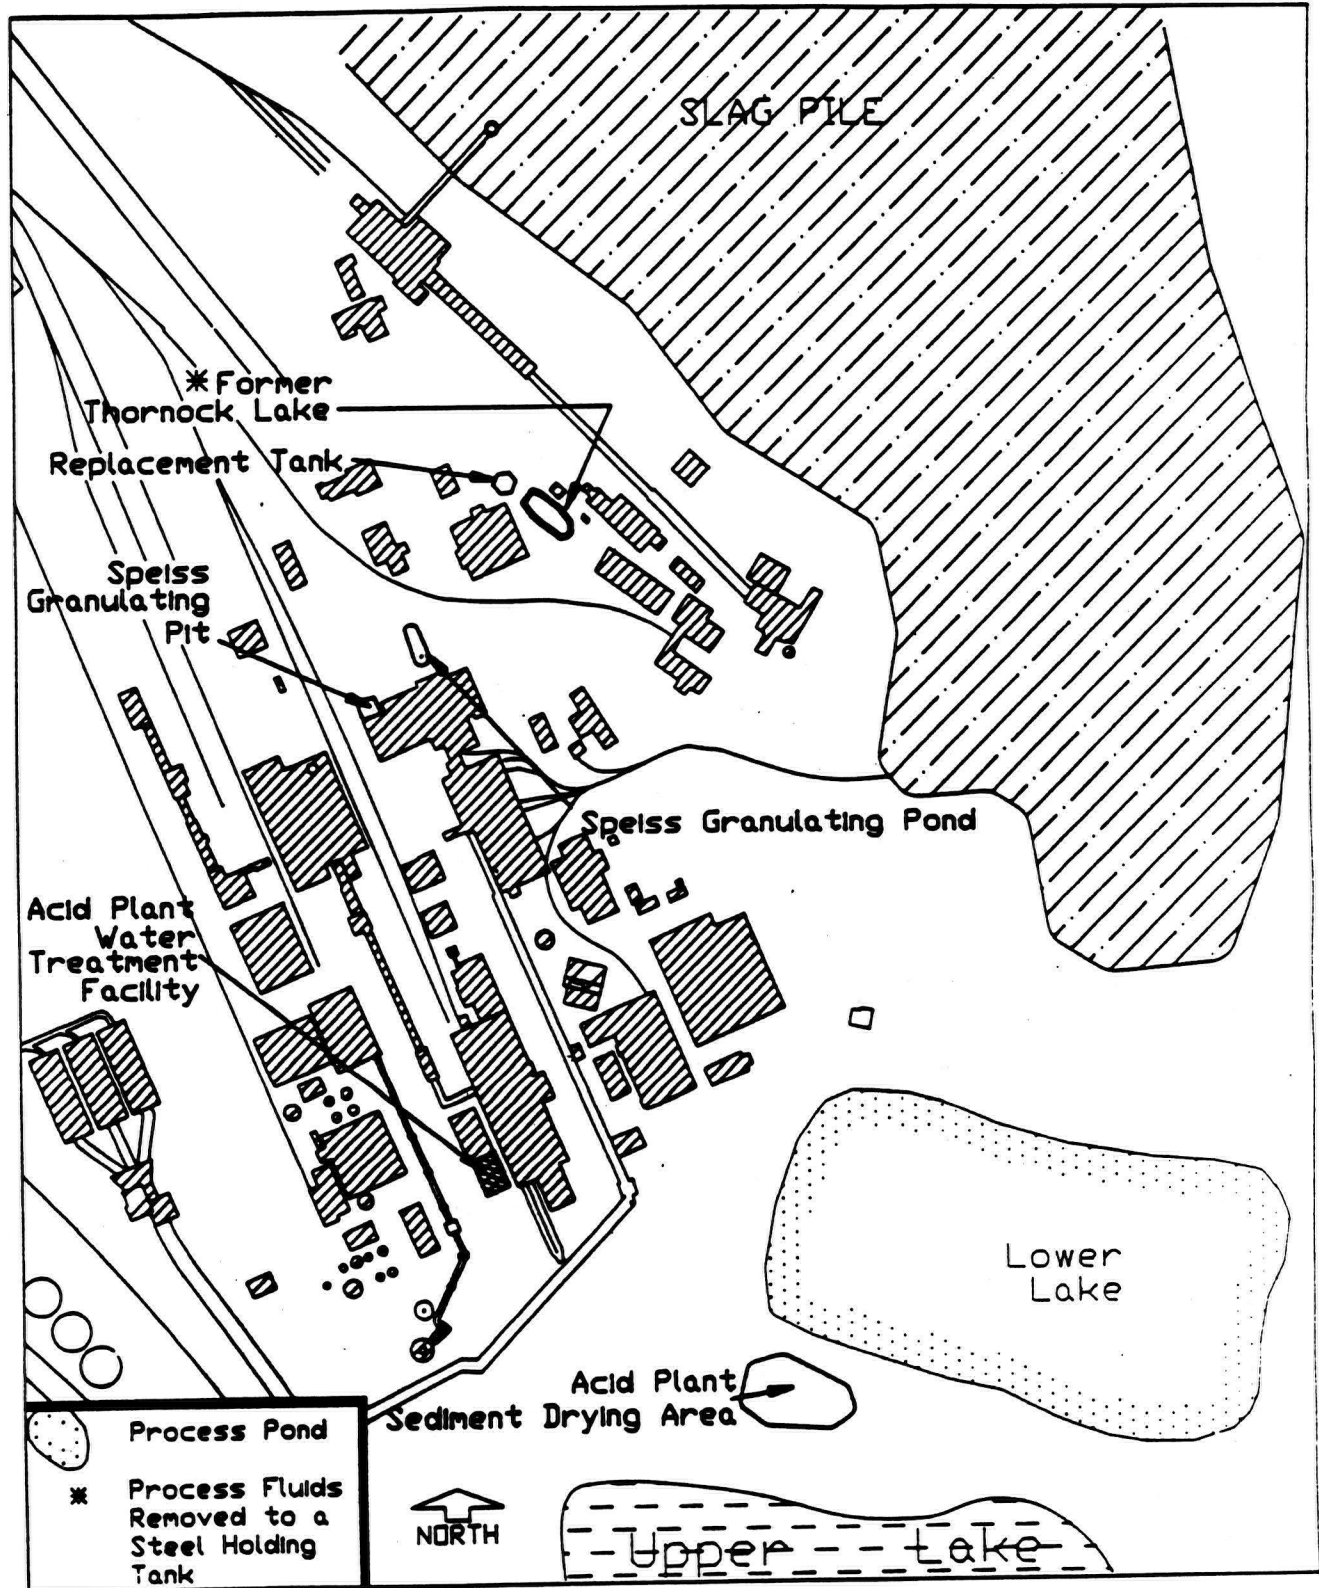 SLAG PILE
* Former
Thornock Lake
Replacement Tank
Speiss
Granulating
Pit
Speiss Granulating Pond
Acid Plant
Water
Treatment
Facility
Lower
Lake
Acid Plant
Sediment Drying Area
Process Pond
* Process Fluids
Removed to a
Steel Holding
Tank
NORTH
Upper Lake